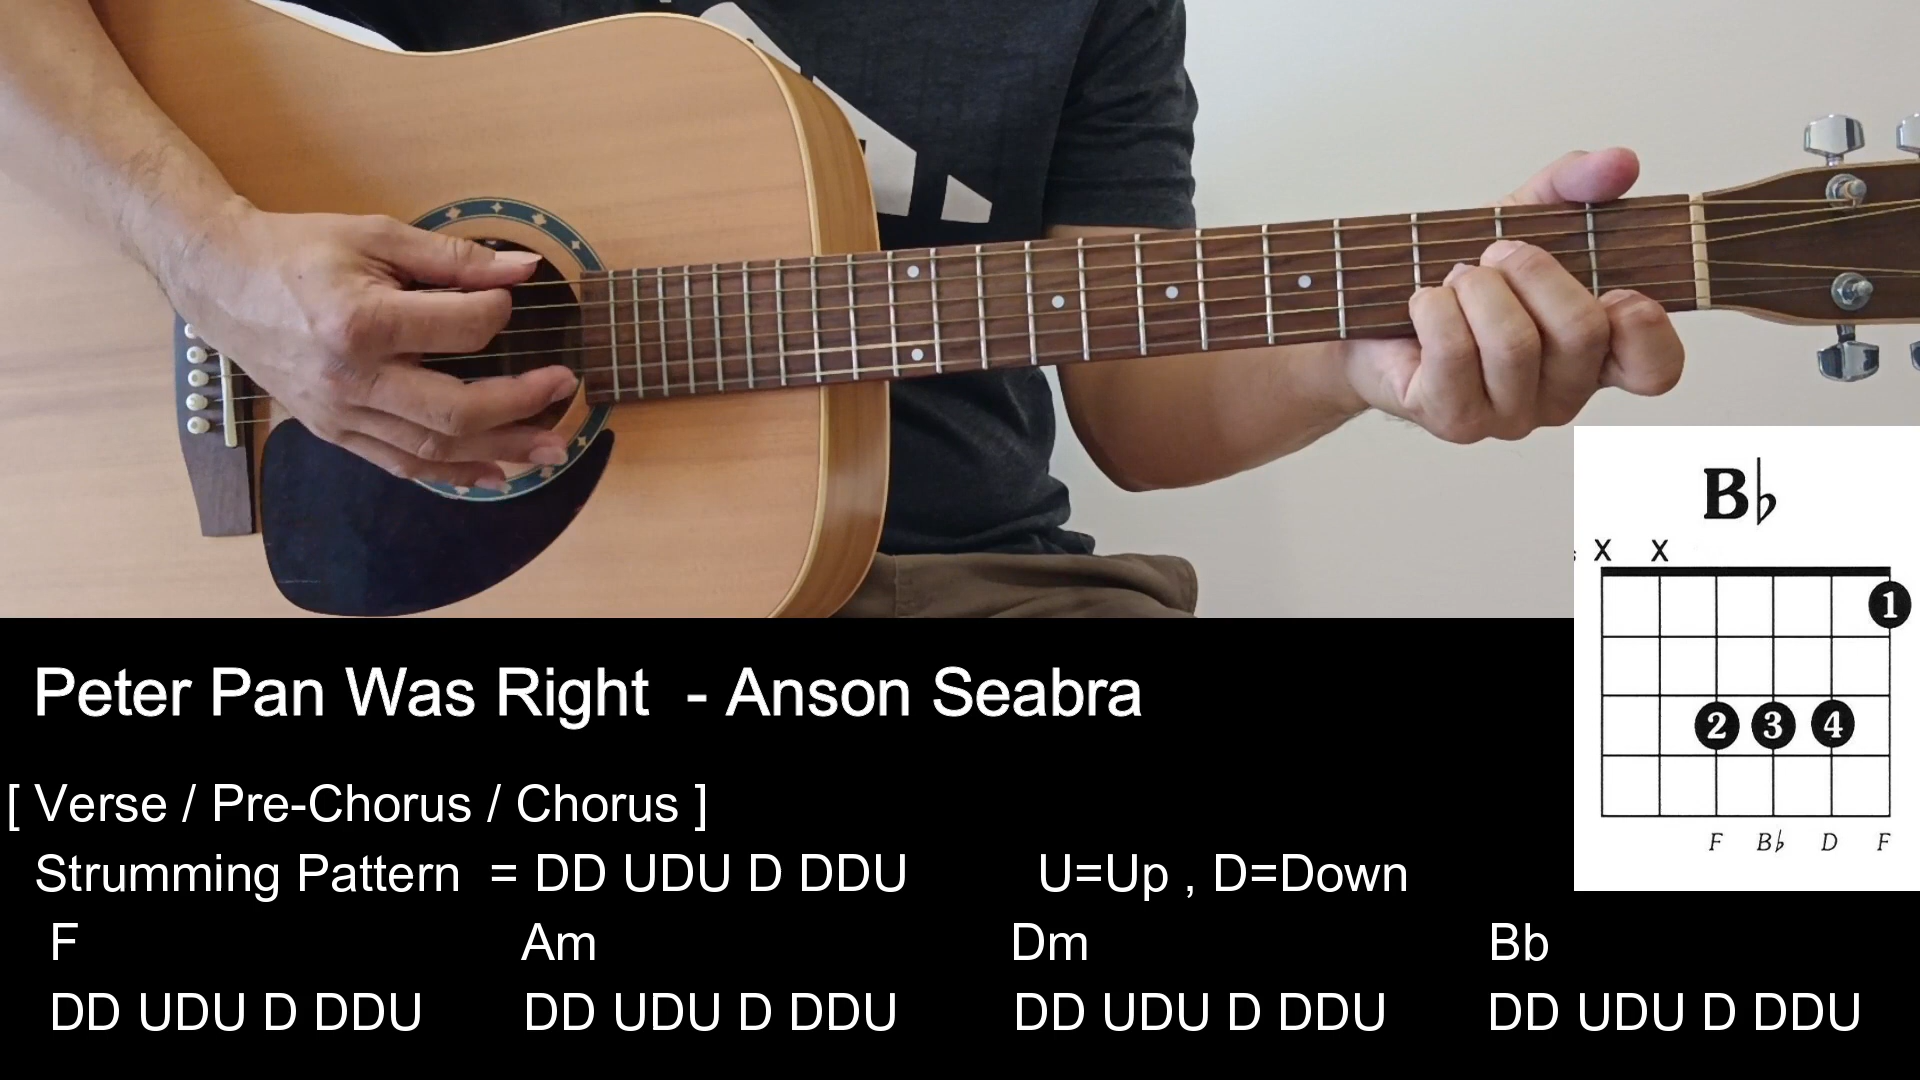 B♭
X X
1
2 3 4
F B♭ D F
Peter Pan Was Right - Anson Seabra
[ Verse / Pre-Chorus / Chorus ]
Strumming Pattern = DD UDU D DDU U=Up , D=Down
F Am Dm Bb
DD UDU D DDU DD UDU D DDU DD UDU D DDU DD UDU D DDU